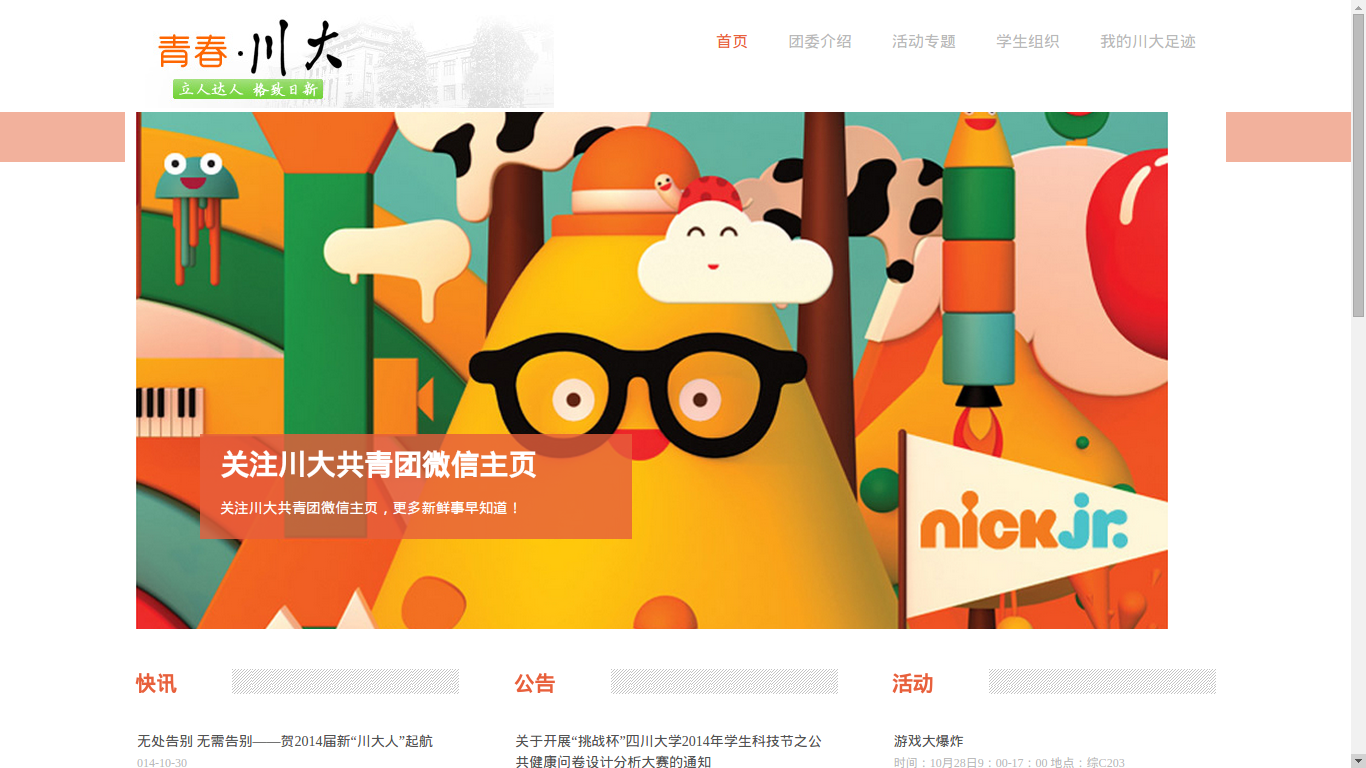 青春·川大
立人达人 格致日新
首页 团委介绍 活动专题 学生组织 我的川大足迹
关注川大共青团微信主页
关注川大共青团微信主页，更多新鲜事早知道！
nick jr.
快讯
公告
活动
无处告别 无需告别——贺2014届新“川大人”起航
014-10-30
关于开展“挑战杯”四川大学2014年学生科技节之公
共健康问卷设计分析大赛的通知
游戏大爆炸
时间：10月28日9：00-17：00 地点：综C203